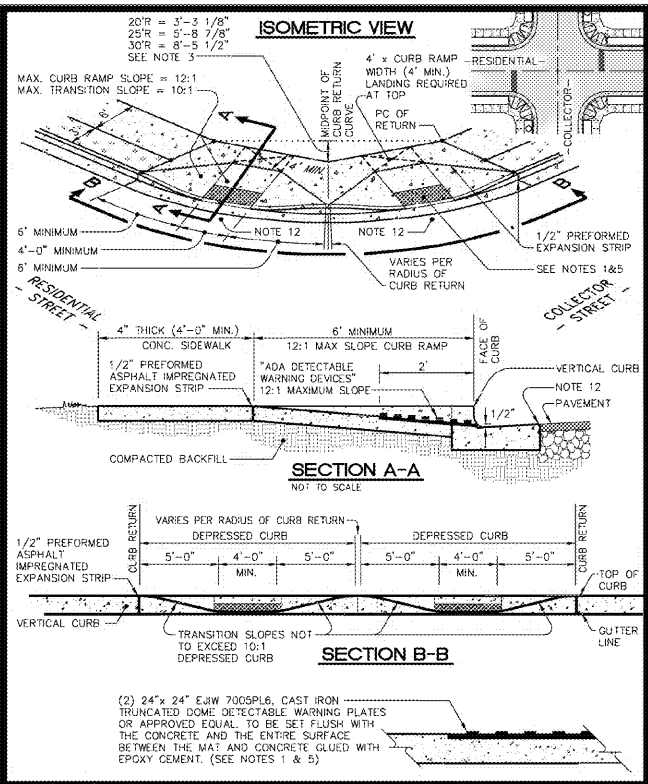 ISOMETRIC VIEW
20'R = 3'-3 1/8"
25'R = 5'-8 7/8"
30'R = 8'-5 1/2"
SEE NOTE 3
MAX. CURB RAMP SLOPE = 12:1
MAX. TRANSITION SLOPE = 10:1
MIDPOINT OF
CURB RETURN
CURVE
4' x CURB RAMP
WIDTH (4' MIN.)
LANDING REQUIRED
AT TOP
PC OF
RETURN
RESIDENTIAL
COLLECTOR
A
A
6'
4' MIN.
B
B
6' MINIMUM
4'-0" MINIMUM
6' MINIMUM
NOTE 12
NOTE 12
VARIES PER
RADIUS OF
CURB RETURN
1/2" PREFORMED
EXPANSION STRIP
SEE NOTES 1&5
RESIDENTIAL
STREET
COLLECTOR
STREET
4" THICK (4'-0" MIN.)
CONC. SIDEWALK
6' MINIMUM
12:1 MAX SLOPE CURB RAMP
FACE OF
CURB
1/2" PREFORMED
ASPHALT IMPREGNATED
EXPANSION STRIP
"ADA DETECTABLE
WARNING DEVICES"
12:1 MAXIMUM SLOPE
2'
VERTICAL CURB
NOTE 12
PAVEMENT
1/2"
COMPACTED BACKFILL
SECTION A-A
NOT TO SCALE
VARIES PER RADIUS OF CURB RETURN
CURB RETURN
DEPRESSED CURB
DEPRESSED CURB
CURB RETURN
1/2" PREFORMED
ASPHALT
IMPREGNATED
EXPANSION STRIP
5'-0"
4'-0"
MIN.
5'-0"
5'-0"
4'-0"
MIN.
5'-0"
TOP OF
CURB
VERTICAL CURB
TRANSITION SLOPES NOT
TO EXCEED 10:1
DEPRESSED CURB
GUTTER
LINE
SECTION B-B
(2) 24"x 24" EJIW 7005PL6, CAST IRON
TRUNCATED DOME DETECTABLE WARNING PLATES
OR APPROVED EQUAL. TO BE SET FLUSH WITH
THE CONCRETE AND THE ENTIRE SURFACE
BETWEEN THE MAT AND CONCRETE GLUED WITH
EPOXY CEMENT. (SEE NOTES 1 & 5)